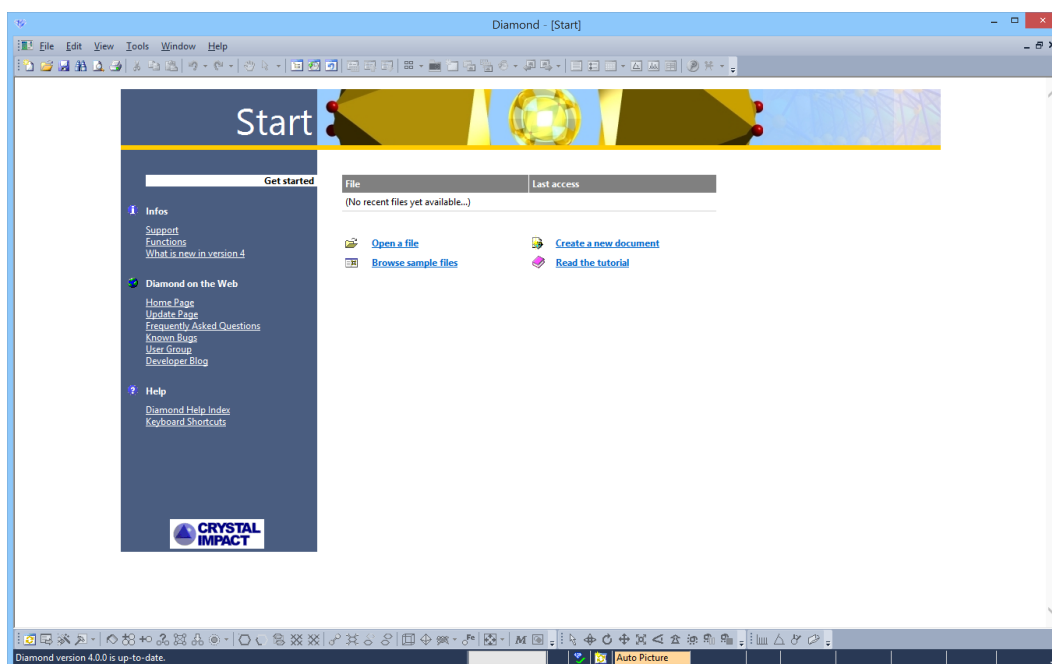 Diamond - [Start]
File Edit View Tools Window Help
Start
Get started
Infos
Support
Functions
What is new in version 4
Diamond on the Web
Home Page
Update Page
Frequently Asked Questions
Known Bugs
User Group
Developer Blog
Help
Diamond Help Index
Keyboard Shortcuts
CRYSTAL
IMPACT
File Last access
(No recent files yet available...)
Open a file Create a new document
Browse sample files Read the tutorial
Diamond version 4.0.0 is up-to-date. Auto Picture